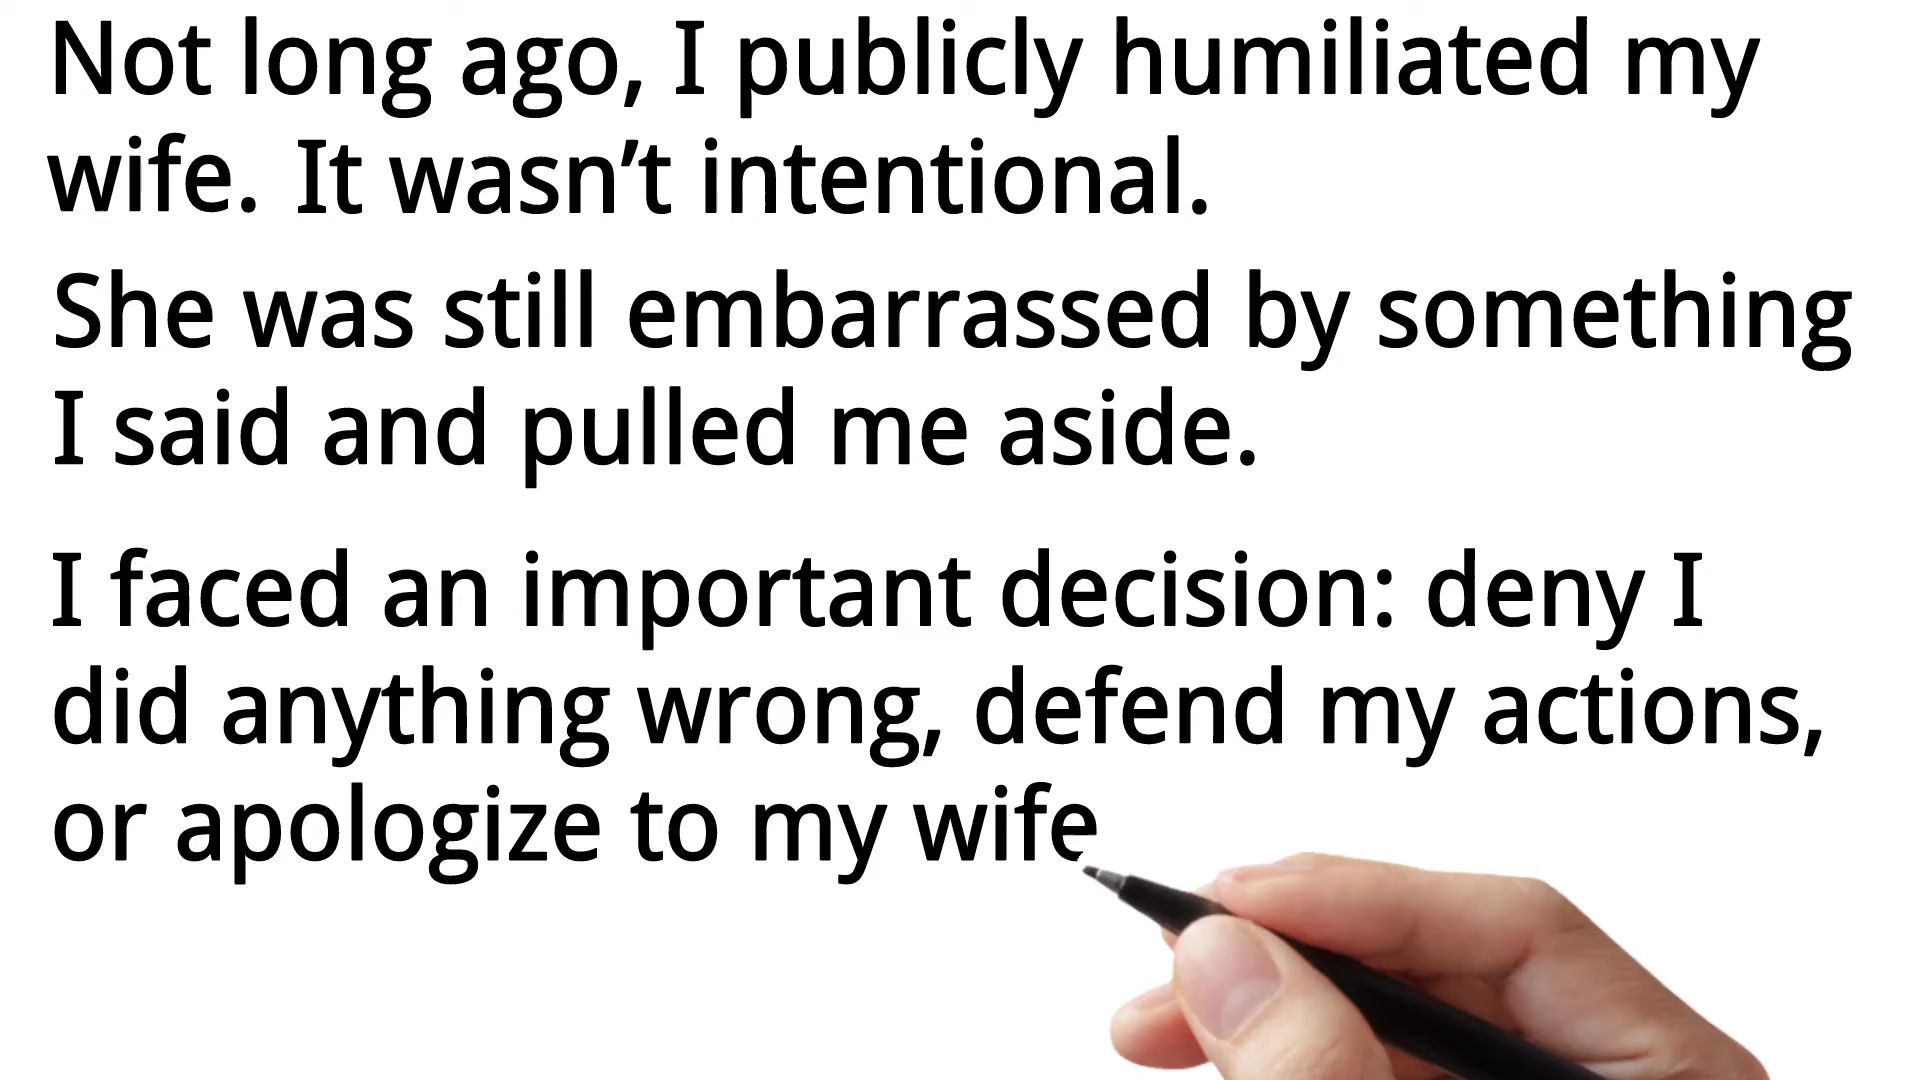 Not long ago, I publicly humiliated my
wife. It wasn’t intentional.
She was still embarrassed by something
I said and pulled me aside.
I faced an important decision: deny I
did anything wrong, defend my actions,
or apologize to my wife